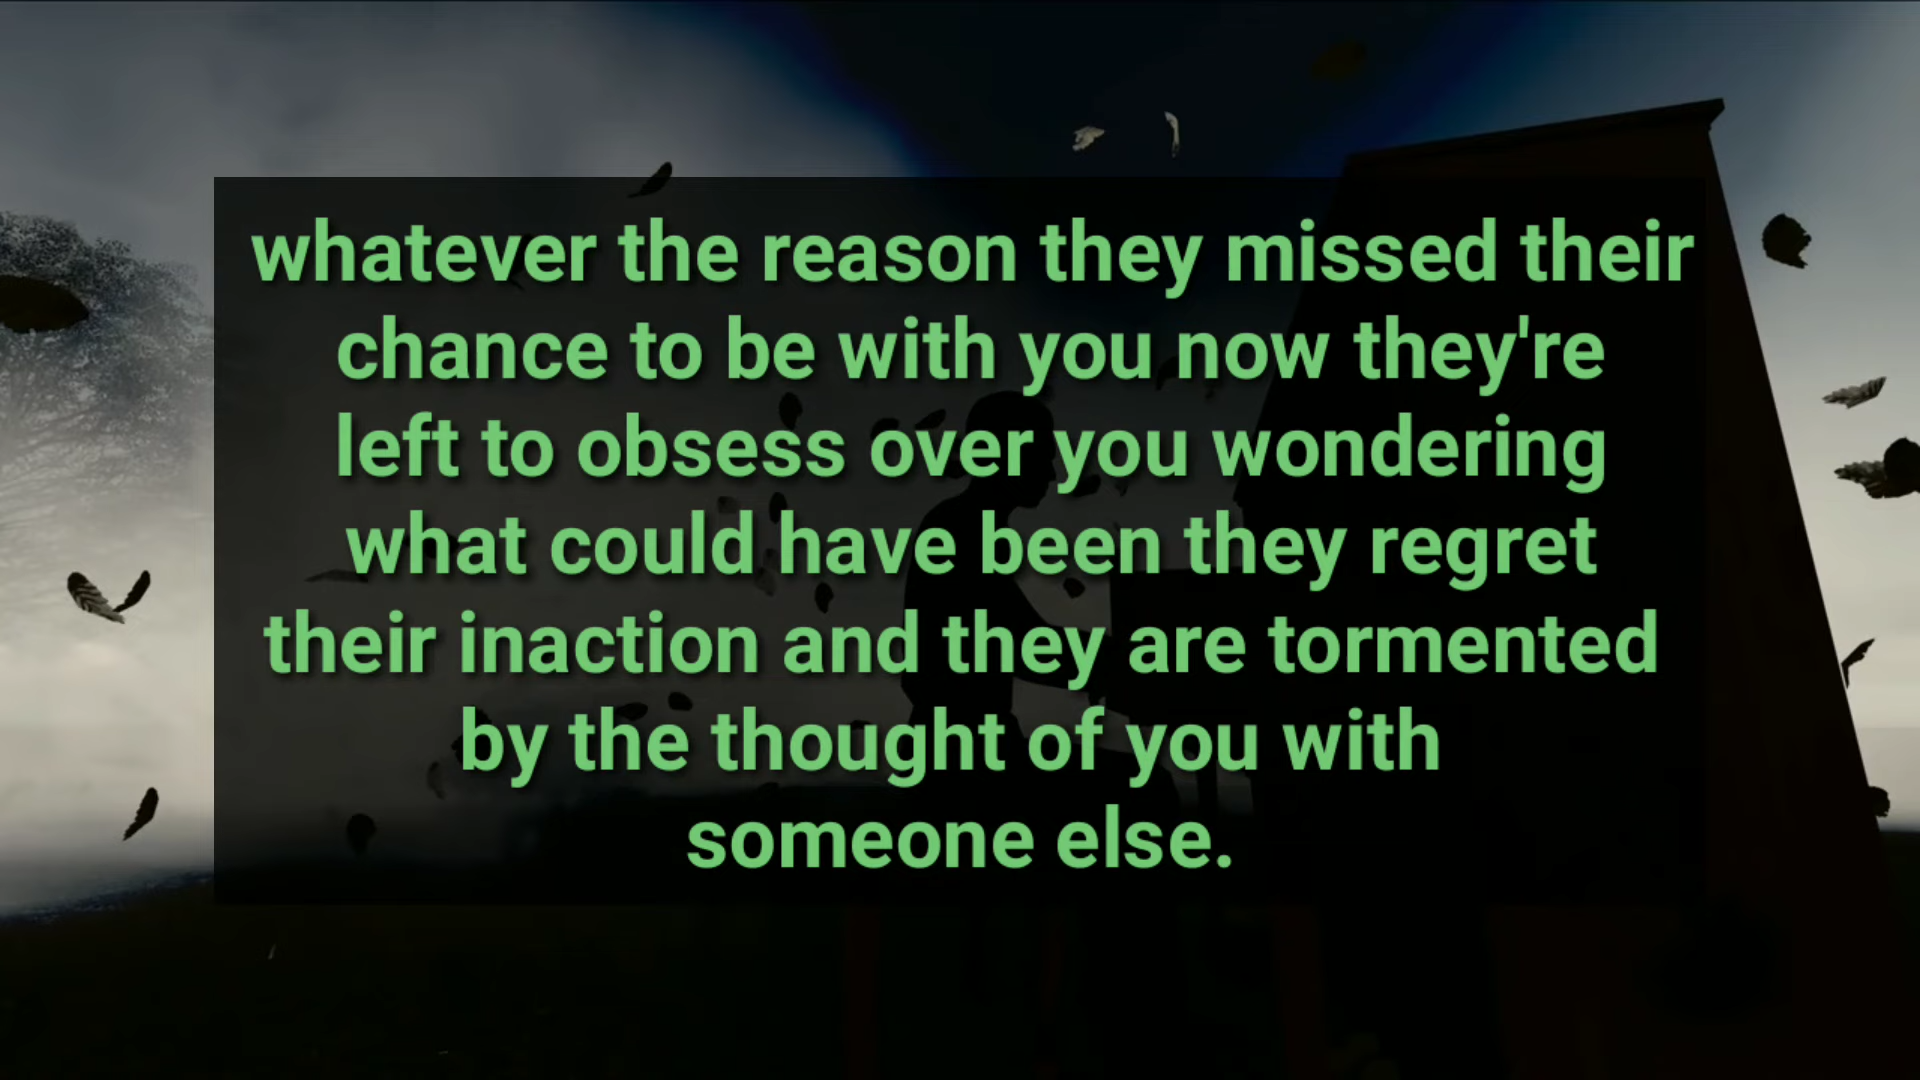 whatever the reason they missed their
chance to be with you now they're
left to obsess over you wondering
what could have been they regret
their inaction and they are tormented
by the thought of you with
someone else.